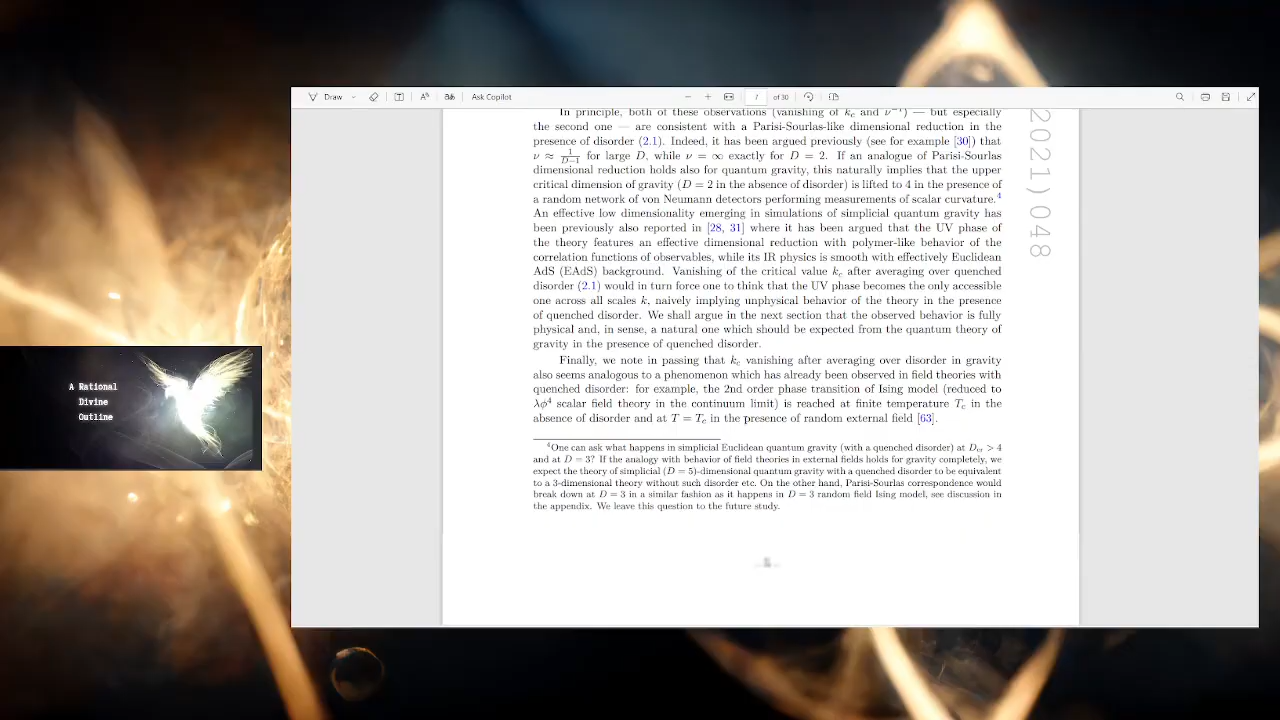 Draw
Ask Copilot
of 30
In principle, both of these observations (vanishing of k_c and ν⁻¹) — but especially
the second one — are consistent with a Parisi-Sourlas-like dimensional reduction in the
presence of disorder (2.1). Indeed, it has been argued previously (see for example [30]) that
ν ≈ 1/(D−1) for large D, while ν = ∞ exactly for D = 2. If an analogue of Parisi-Sourlas
dimensional reduction holds also for quantum gravity, this naturally implies that the upper
critical dimension of gravity (D = 2 in the absence of disorder) is lifted to 4 in the presence of
a random network of von Neumann detectors performing measurements of scalar curvature.⁴
An effective low dimensionality emerging in simulations of simplicial quantum gravity has
been previously also reported in [28, 31] where it has been argued that the UV phase of
the theory features an effective dimensional reduction with polymer-like behavior of the
correlation functions of observables, while its IR physics is smooth with effectively Euclidean
AdS (EAdS) background. Vanishing of the critical value k_c after averaging over quenched
disorder (2.1) would in turn force one to think that the UV phase becomes the only accessible
one across all scales k, naively implying unphysical behavior of the theory in the presence
of quenched disorder. We shall argue in the next section that the observed behavior is fully
physical and, in sense, a natural one which should be expected from the quantum theory of
gravity in the presence of quenched disorder.
Finally, we note in passing that k_c vanishing after averaging over disorder in gravity
also seems analogous to a phenomenon which has already been observed in field theories with
quenched disorder: for example, the 2nd order phase transition of Ising model (reduced to
λϕ⁴ scalar field theory in the continuum limit) is reached at finite temperature T_c in the
absence of disorder and at T = T_c in the presence of random external field [63].
⁴One can ask what happens in simplicial Euclidean quantum gravity (with a quenched disorder) at D_cr > 4
and at D = 3? If the analogy with behavior of field theories in external fields holds for gravity completely, we
expect the theory of simplicial (D = 5)-dimensional quantum gravity with a quenched disorder to be equivalent
to a 3-dimensional theory without such disorder etc. On the other hand, Parisi-Sourlas correspondence would
break down at D = 3 in a similar fashion as it happens in D = 3 random field Ising model, see discussion in
the appendix. We leave this question to the future study.
2021)048
A Rational
Divine
Outline